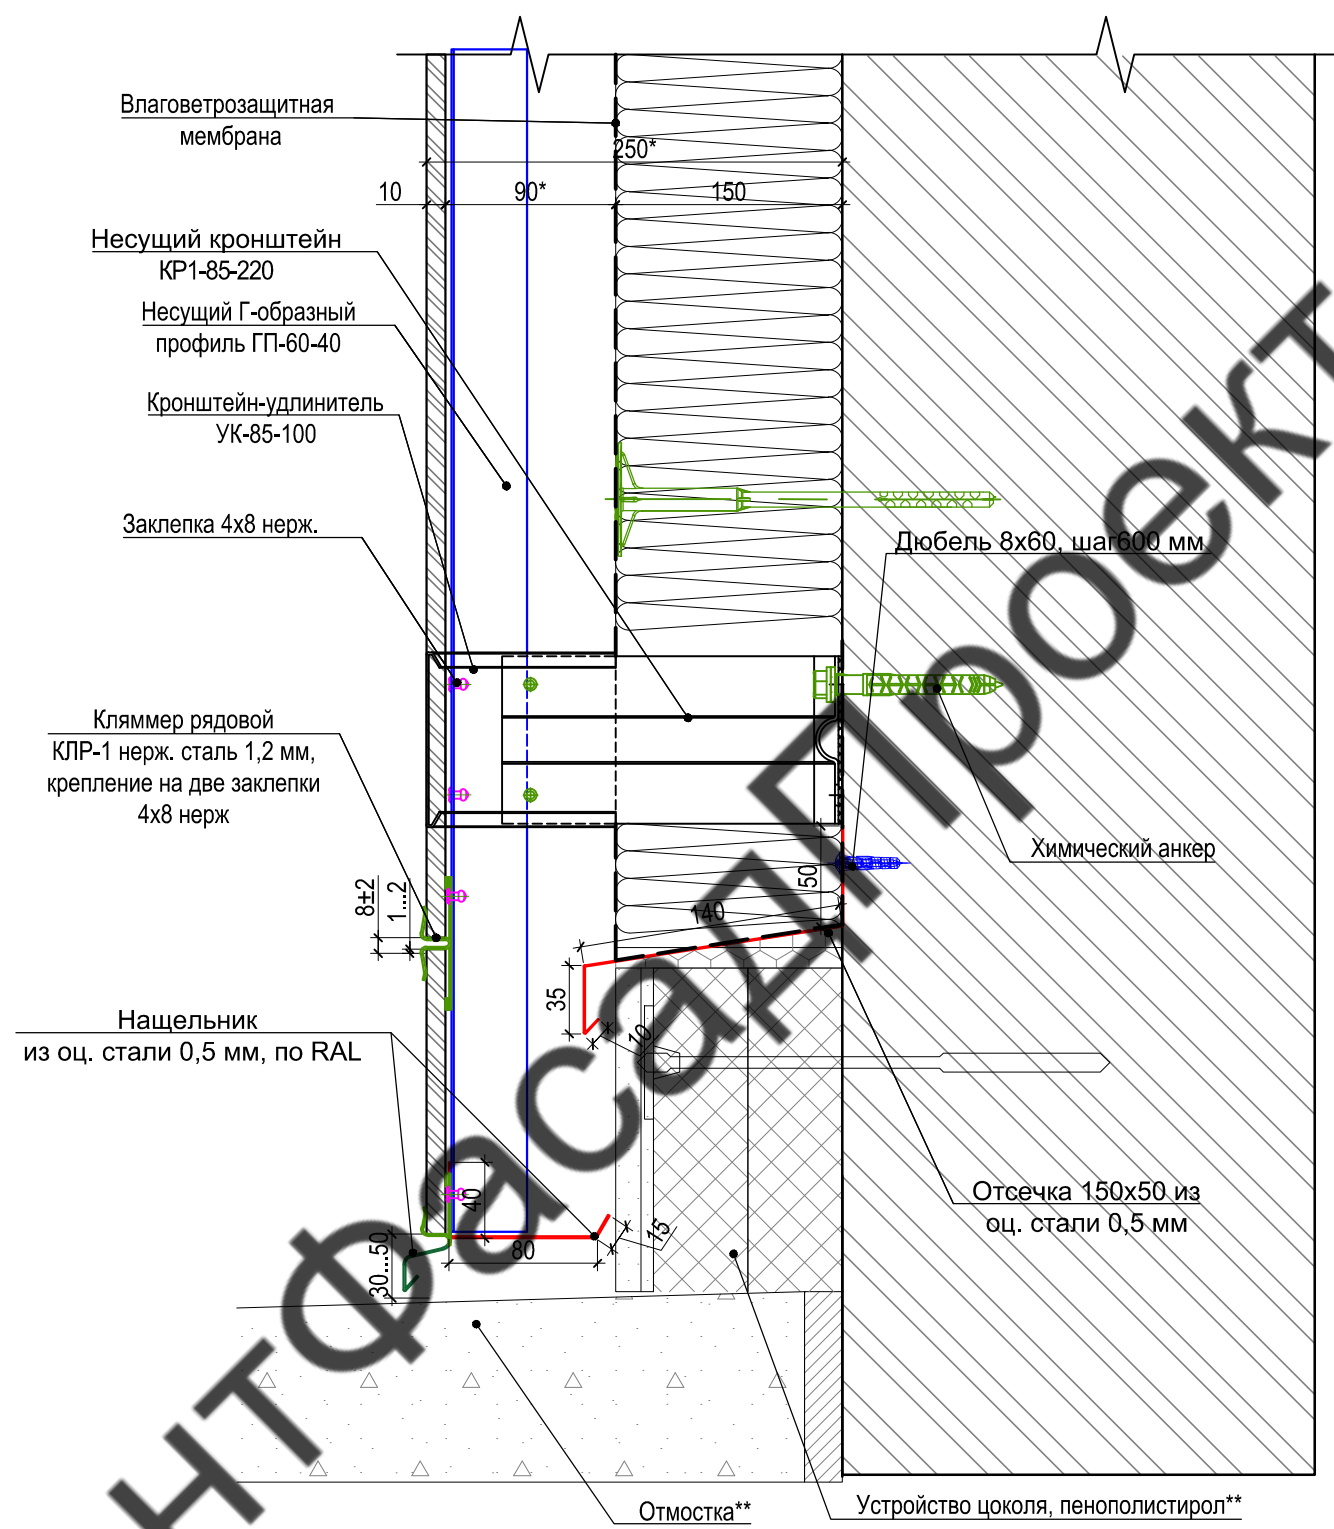 Влаговетрозащитная
мембрана
250*
10
90*
150
Несущий кронштейн
КР1-85-220
Несущий Г-образный
профиль ГП-60-40
Кронштейн-удлинитель
УК-85-100
Заклепка 4х8 нерж.
Дюбель 8х60, шаг600 мм
Кляммер рядовой
КЛР-1 нерж. сталь 1,2 мм,
крепление на две заклепки
4х8 нерж
Химический анкер
8±2
1...2
50
140
35
10
Нащельник
из оц. стали 0,5 мм, по RAL
40
80
15
30...50
Отсечка 150х50 из
оц. стали 0,5 мм
Отмостка**
Устройство цоколя, пенополистирол**
нтФасадПроект